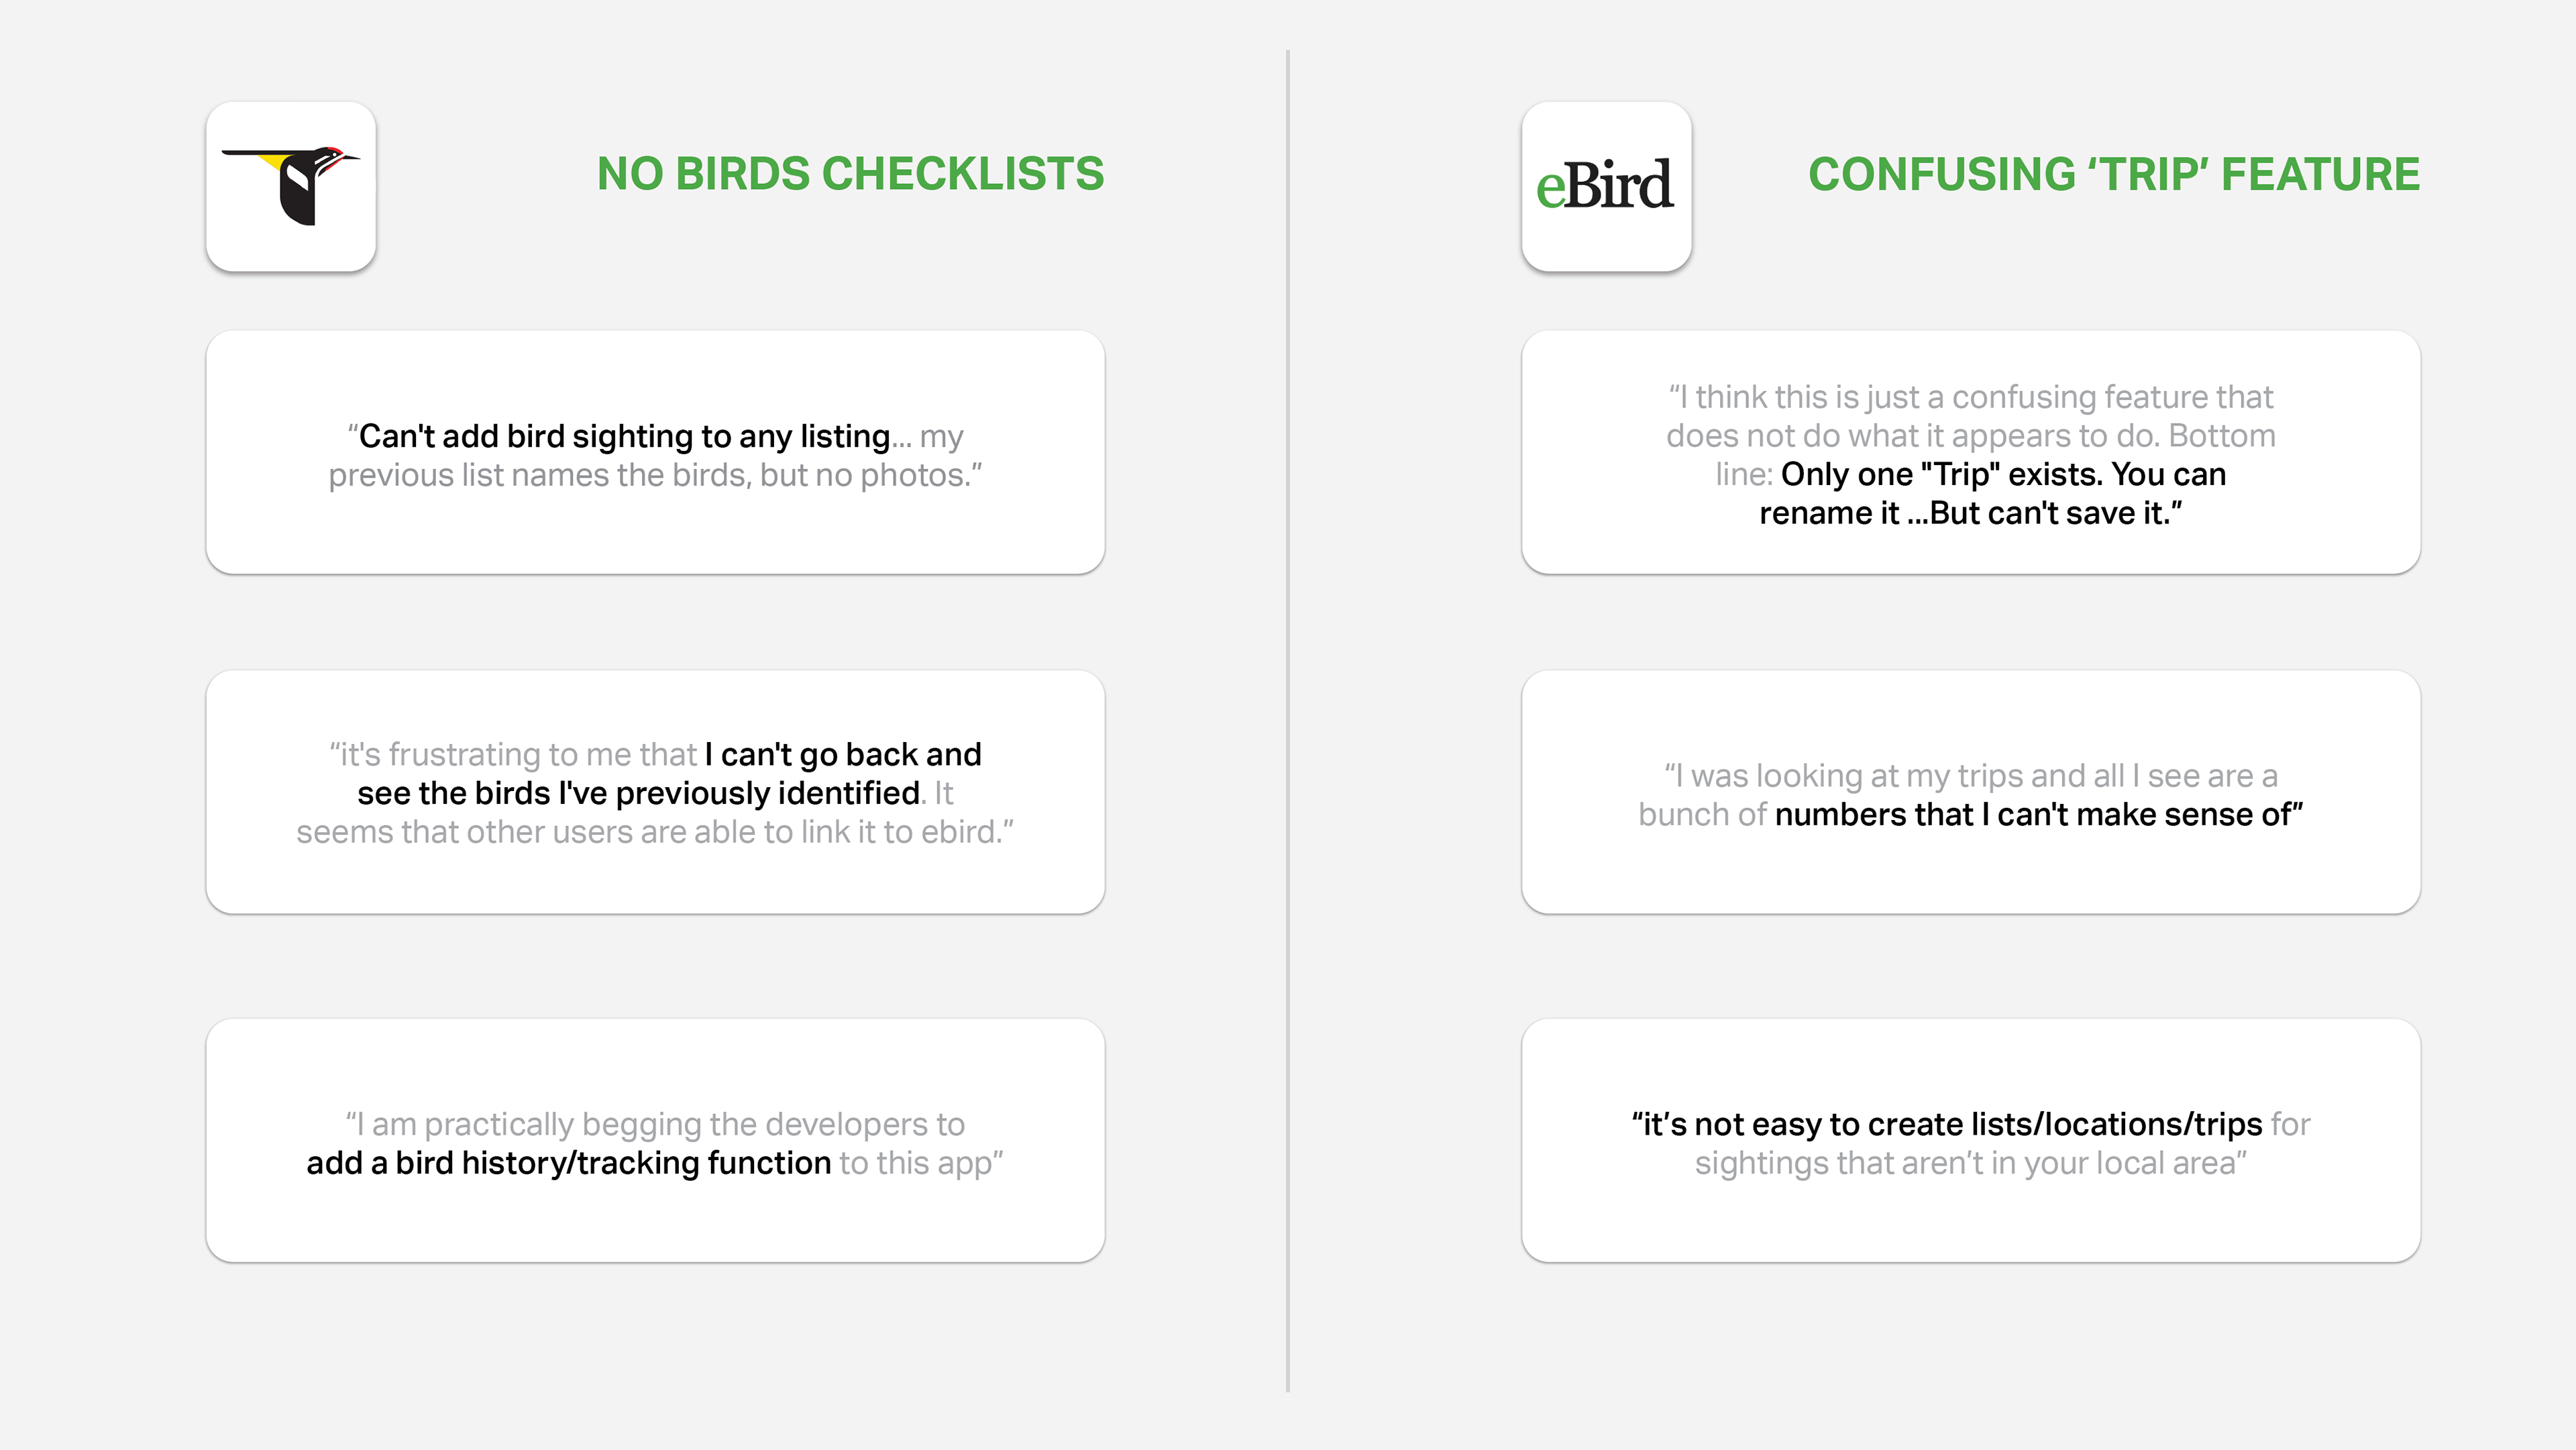 NO BIRDS CHECKLISTS
“Can't add bird sighting to any listing... my
previous list names the birds, but no photos.”
“it's frustrating to me that I can't go back and
see the birds I've previously identified. It
seems that other users are able to link it to ebird.”
“I am practically begging the developers to
add a bird history/tracking function to this app”
eBird
CONFUSING ‘TRIP’ FEATURE
“I think this is just a confusing feature that
does not do what it appears to do. Bottom
line: Only one "Trip" exists. You can
rename it ...But can't save it.”
“I was looking at my trips and all I see are a
bunch of numbers that I can't make sense of”
“it’s not easy to create lists/locations/trips for
sightings that aren’t in your local area”